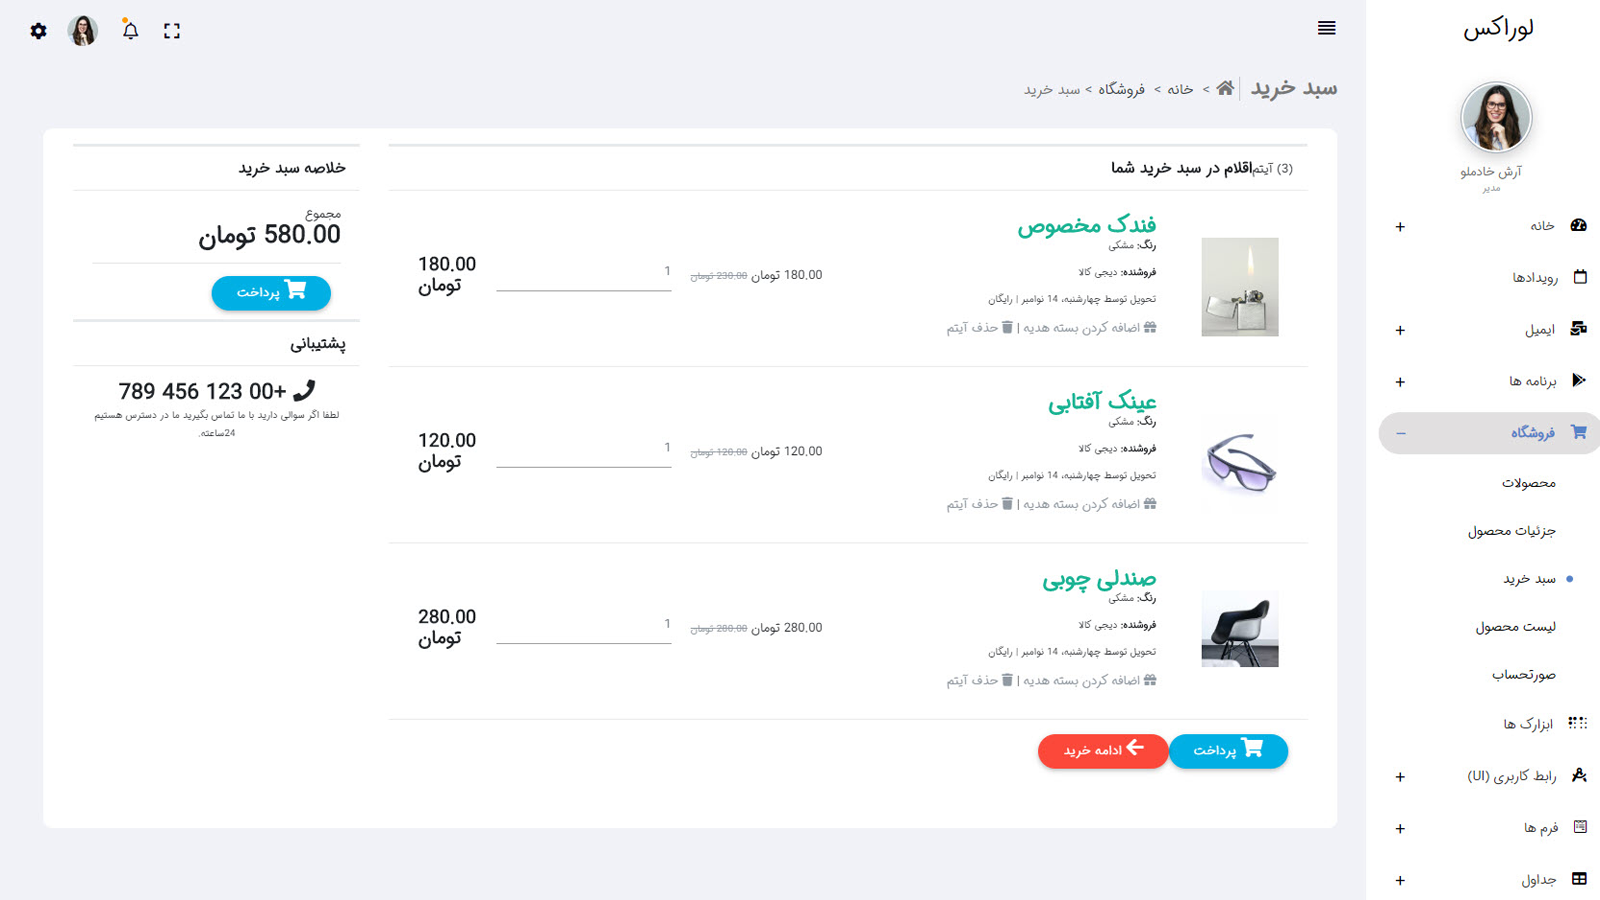 لوراکس
آرش خادملو
مدیر
خانه
رویدادها
ایمیل
برنامه ها
فروشگاه
محصولات
جزئیات محصول
سبد خرید
لیست محصول
صورتحساب
ابزارک ها
رابط کاربری (UI)
فرم ها
جداول
سبد خرید
> خانه > فروشگاه > سبد خرید
(3) آیتم اقلام در سبد خرید شما
فندک مخصوص
رنگ: مشکی
فروشنده: دیجی کالا
تحویل توسط چهارشنبه، 14 نوامبر | رایگان
اضافه کردن بسته هدیه | حذف آیتم
180.00 تومان 230.00 تومان
1
180.00
تومان
عینک آفتابی
رنگ: مشکی
فروشنده: دیجی کالا
تحویل توسط چهارشنبه، 14 نوامبر | رایگان
اضافه کردن بسته هدیه | حذف آیتم
120.00 تومان 120.00 تومان
1
120.00
تومان
صندلی چوبی
رنگ: مشکی
فروشنده: دیجی کالا
تحویل توسط چهارشنبه، 14 نوامبر | رایگان
اضافه کردن بسته هدیه | حذف آیتم
280.00 تومان 280.00 تومان
1
280.00
تومان
پرداخت
ادامه خرید
خلاصه سبد خرید
مجموع
580.00 تومان
پرداخت
پشتیبانی
+00 123 456 789
لطفا اگر سوالی دارید با ما تماس بگیرید ما در دسترس هستیم
24ساعته.